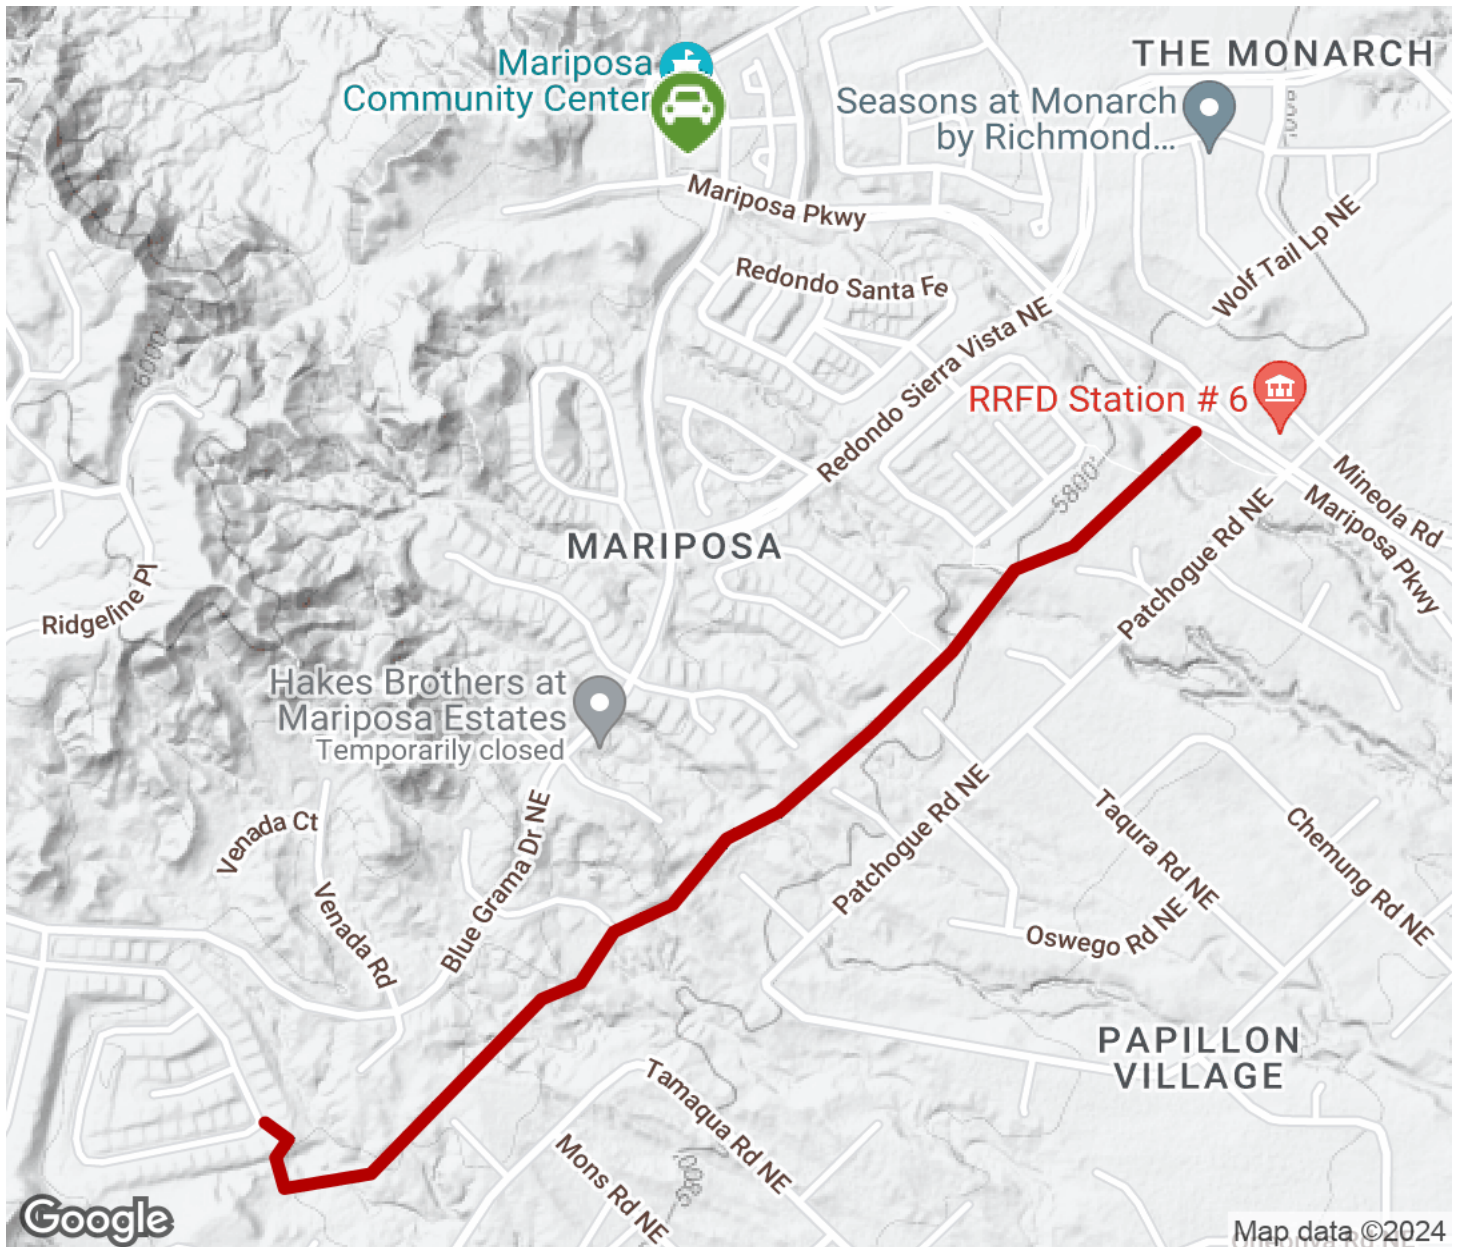 THE MONARCH
Mariposa
Community Center
Seasons at Monarch
by Richmond...
5800'
Mariposa Pkwy
Wolf Tail Lp NE
Redondo Santa Fe
Redondo Sierra Vista NE
6000'
RRFD Station # 6
Mineola Rd
Mariposa Pkwy
5800'
Patchogue Rd NE
MARIPOSA
Ridgeline Pl
Hakes Brothers at
Mariposa Estates
Temporarily closed
Patchogue Rd NE
Venada Ct
Blue Grama Dr NE
Taqura Rd NE
Chemung Rd NE
Venada Rd
Oswego Rd NE
PAPILLON
VILLAGE
Tamaqua Rd NE
Mons Rd NE
5800'
Google
Map data ©2024